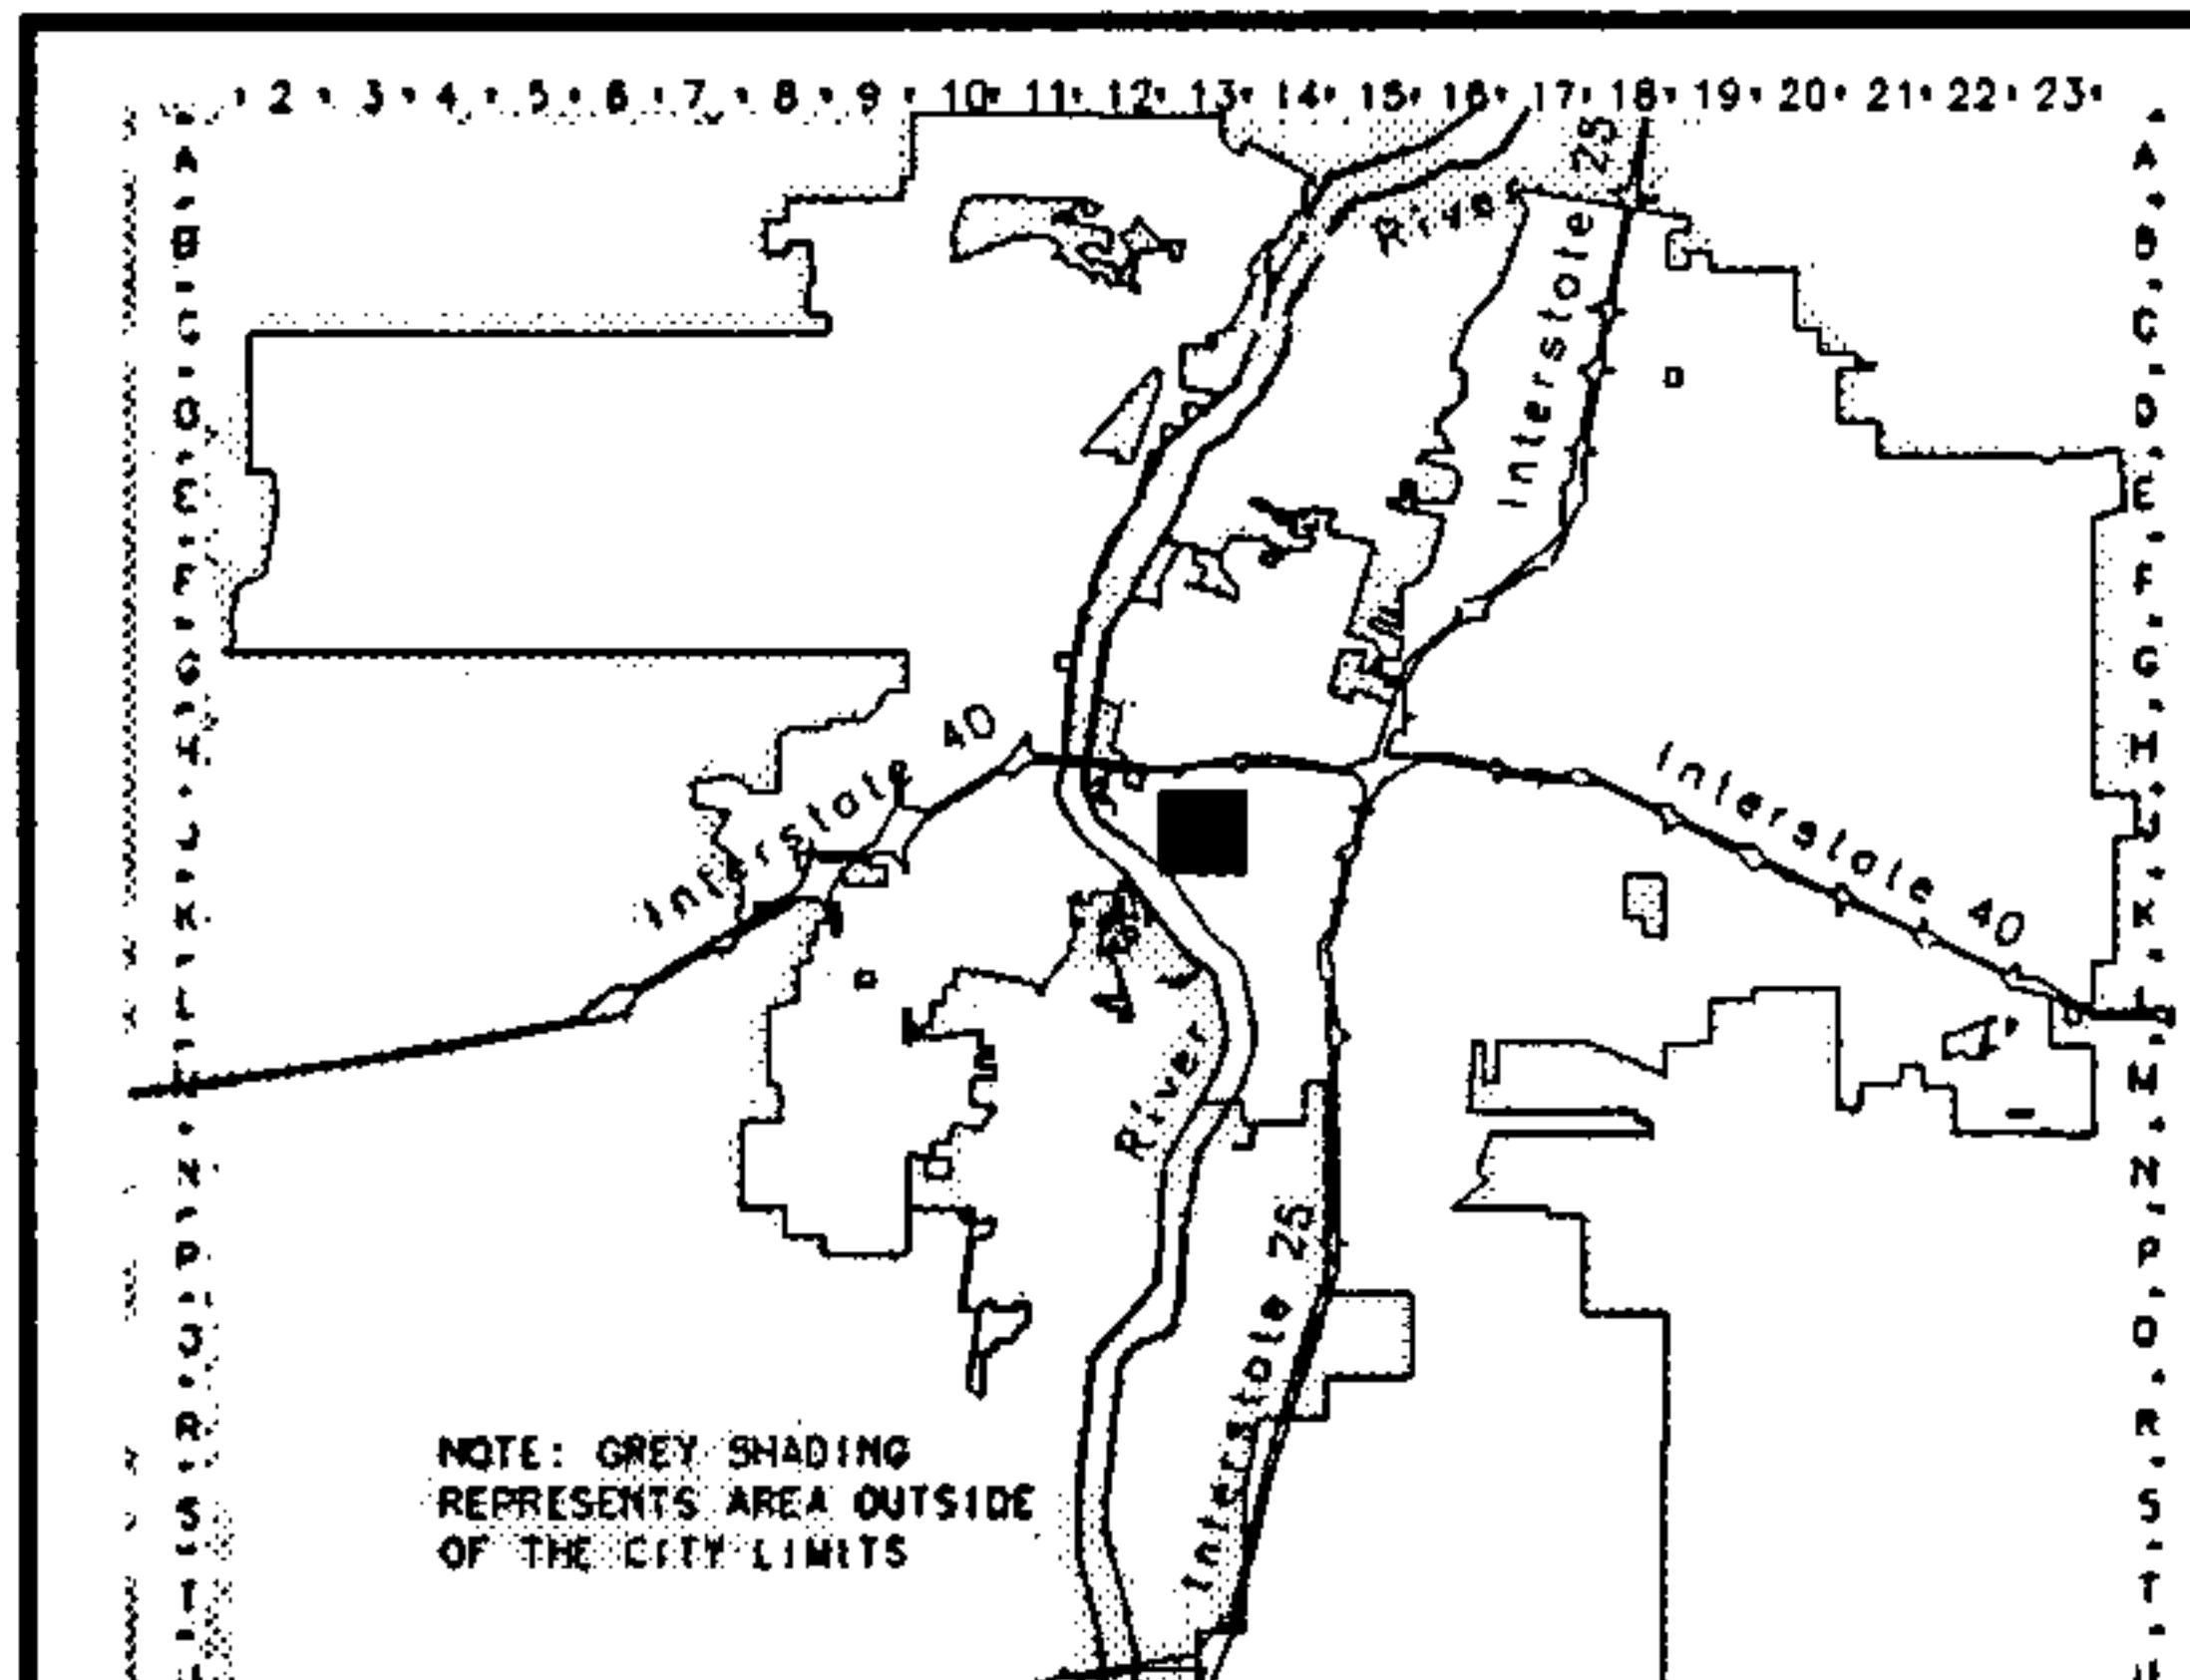 2 3 4 5 6 7 8 9 10 11 12 13 14 15 16 17 18 19 20 21 22 23
A
B
C
D
E
F
G
H
J
K
L
M
N
P
Q
R
S
T
A
B
C
D
E
F
G
H
J
K
L
M
N
P
Q
R
S
T
River
Interstate 25
Interstate 40
Interstate 40
River
Interstate 25
NOTE: GREY SHADING
REPRESENTS AREA OUTSIDE
OF THE CITY LIMITS